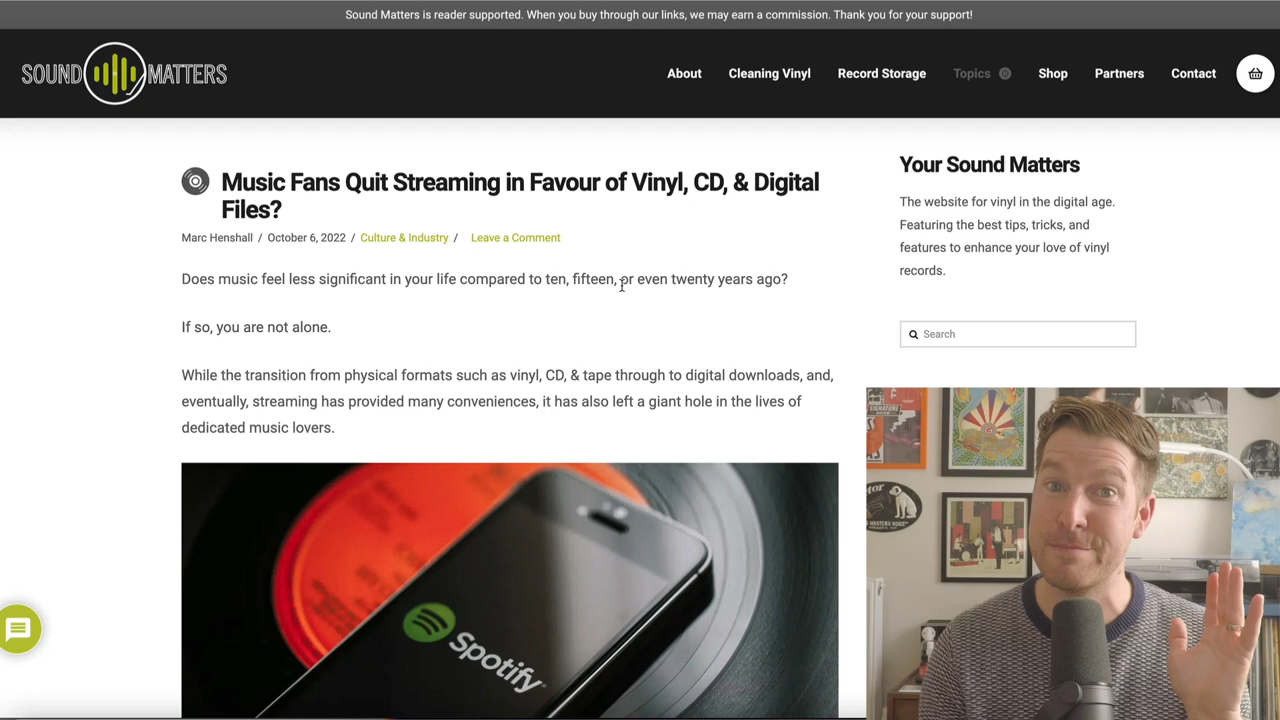 Sound Matters is reader supported. When you buy through our links, we may earn a commission. Thank you for your support!
SOUND MATTERS
About Cleaning Vinyl Record Storage Topics Shop Partners Contact
Music Fans Quit Streaming in Favour of Vinyl, CD, & Digital
Files?
Marc Henshall / October 6, 2022 / Culture & Industry / Leave a Comment
Does music feel less significant in your life compared to ten, fifteen, or even twenty years ago?
If so, you are not alone.
While the transition from physical formats such as vinyl, CD, & tape through to digital downloads, and,
eventually, streaming has provided many conveniences, it has also left a giant hole in the lives of
dedicated music lovers.
Spotify
Your Sound Matters
The website for vinyl in the digital age.
Featuring the best tips, tricks, and
features to enhance your love of vinyl
records.
Search
SIGNATURE